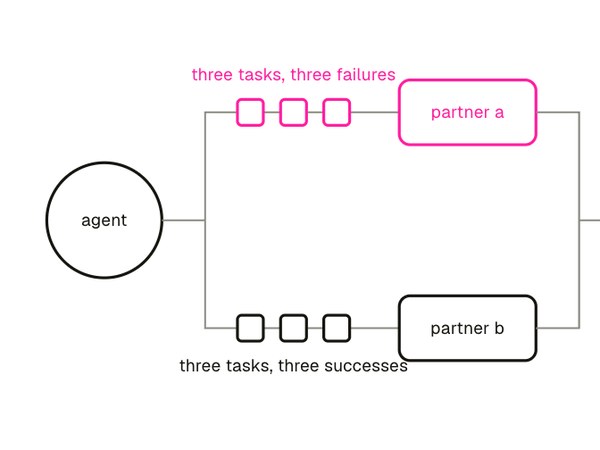 three tasks, three failures
partner a
agent
partner b
three tasks, three successes